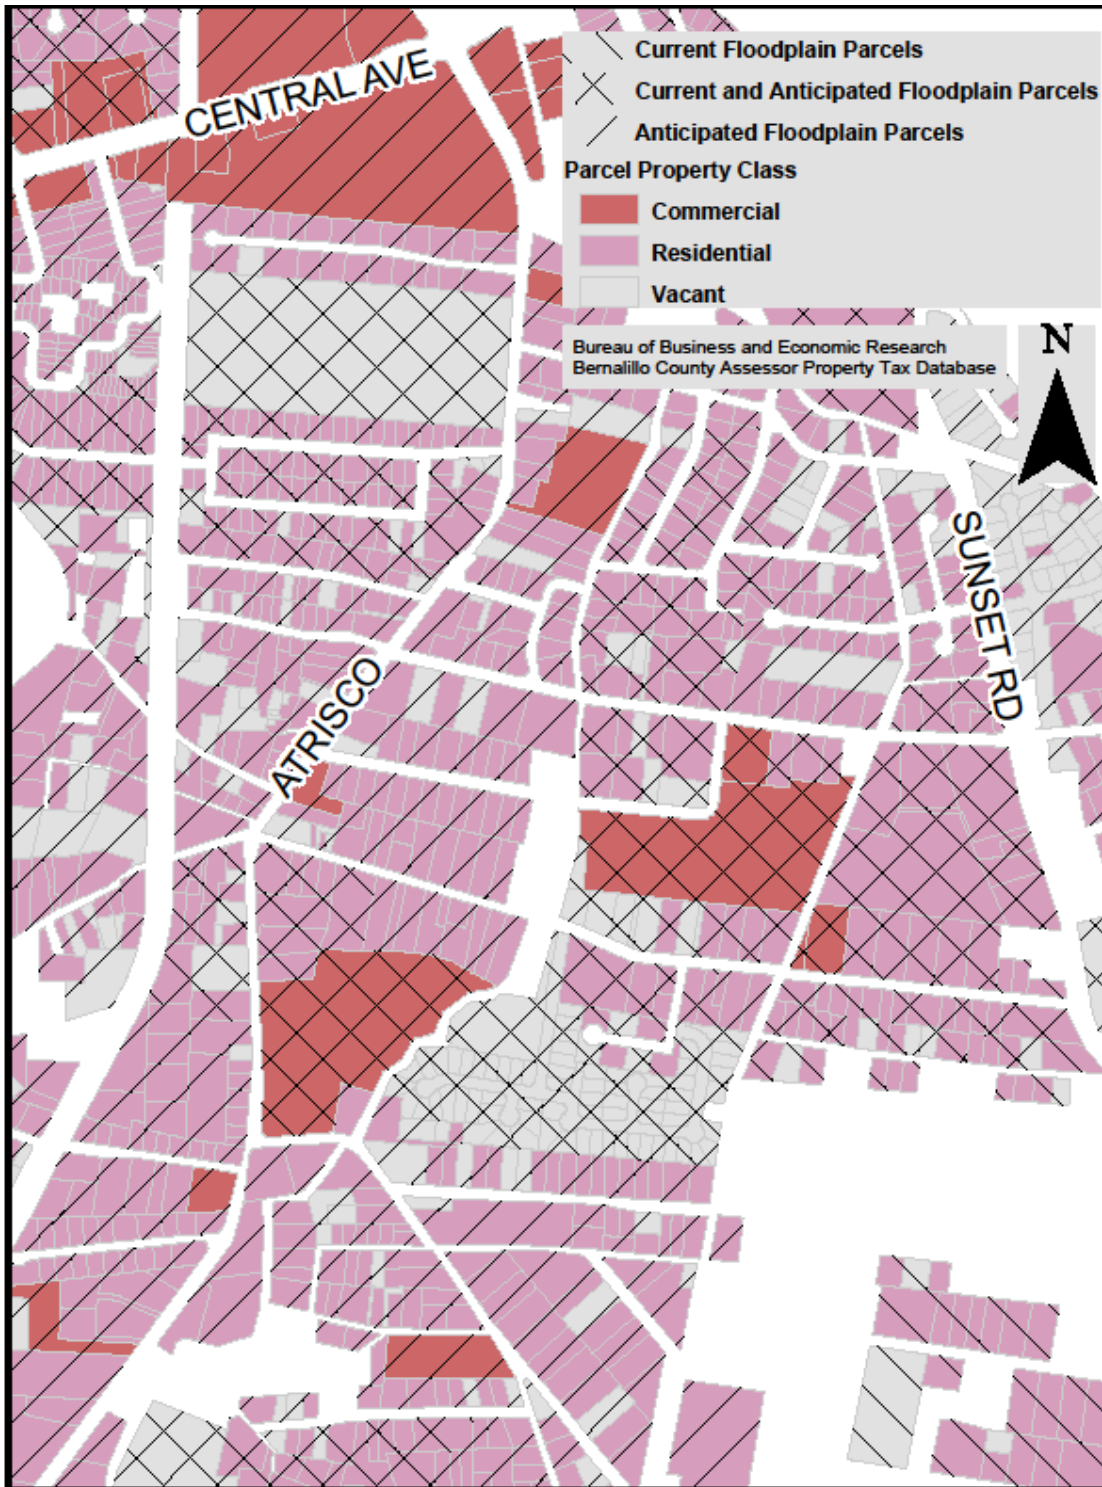 CENTRAL AVE
Current Floodplain Parcels
Current and Anticipated Floodplain Parcels
Anticipated Floodplain Parcels
Parcel Property Class
Commercial
Residential
Vacant
Bureau of Business and Economic Research
Bernalillo County Assessor Property Tax Database
N
SUNSET RD
ATRISCO